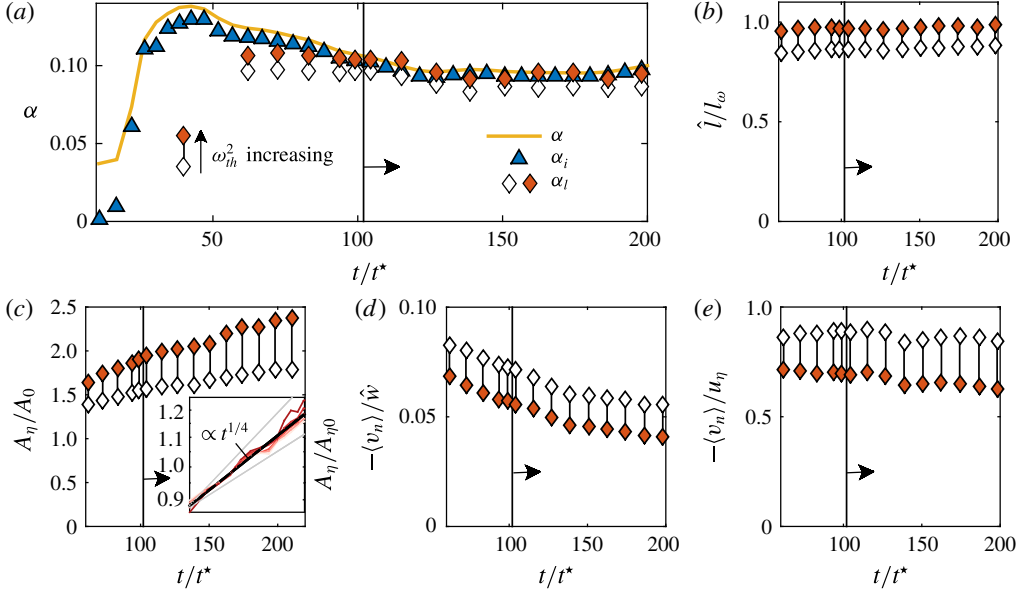 (a)
α
0.10
0.05
0
50
100
150
200
t/t⋆
ω²th increasing
α
αi
αl
(b)
l̂/lω
1.0
0.5
0
100
150
200
t/t⋆
(c)
Aη/A0
2.5
2.0
1.5
1.0
0.5
0
100
150
200
t/t⋆
1.2
1.1
1.0
0.9
∝ t1/4
Aη/Aη0
(d)
−⟨vn⟩/ŵ
0.10
0.05
0
100
150
200
t/t⋆
(e)
−⟨vn⟩/uη
1.0
0.5
0
100
150
200
t/t⋆